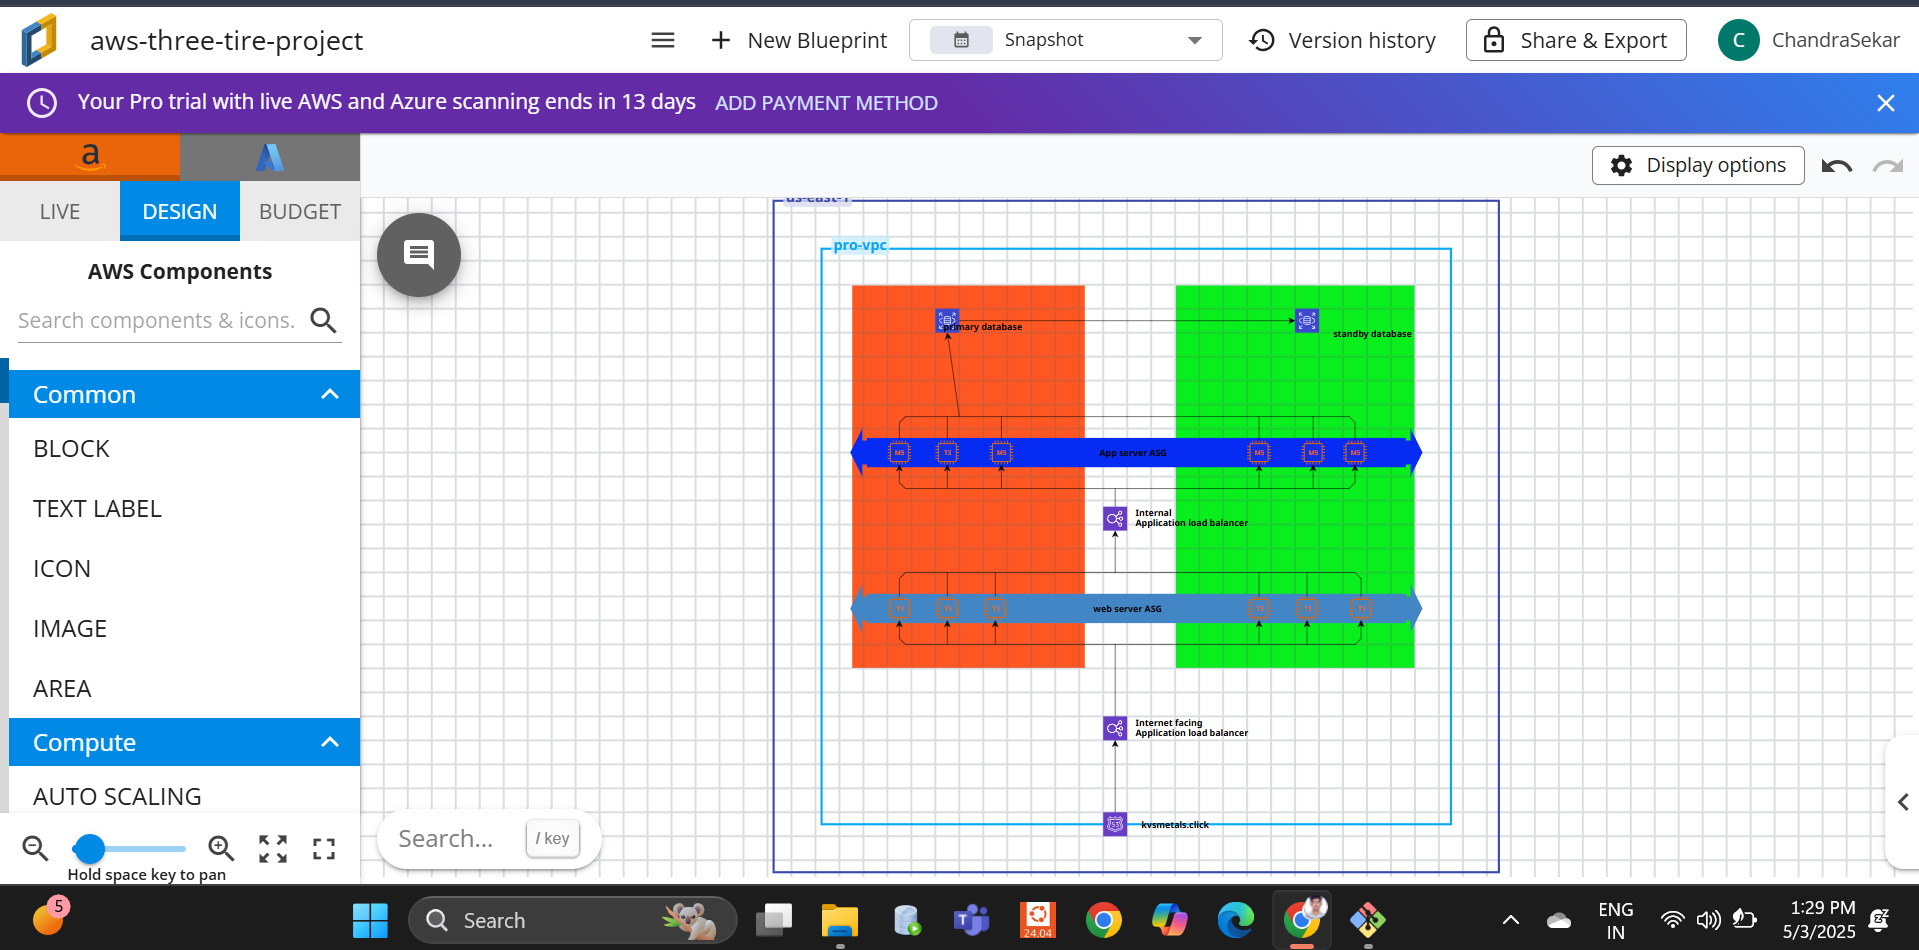 aws-three-tire-project
New Blueprint
Snapshot
Version history
Share & Export
C
ChandraSekar
Your Pro trial with live AWS and Azure scanning ends in 13 days
ADD PAYMENT METHOD
a
Display options
LIVE
DESIGN
BUDGET
AWS Components
Search components & icons.
Common
BLOCK
TEXT LABEL
ICON
IMAGE
AREA
Compute
AUTO SCALING
Hold space key to pan
Search...
/ key
us-east-1
pro-vpc
primary database
standby database
M5
T3
M5
App server ASG
M5
M5
M5
Internal
Application load balancer
T3
T3
T3
web server ASG
T3
T3
T3
Internet facing
Application load balancer
53
kvsmetals.click
5
Search
24.04
ENG
IN
1:29 PM
5/3/2025